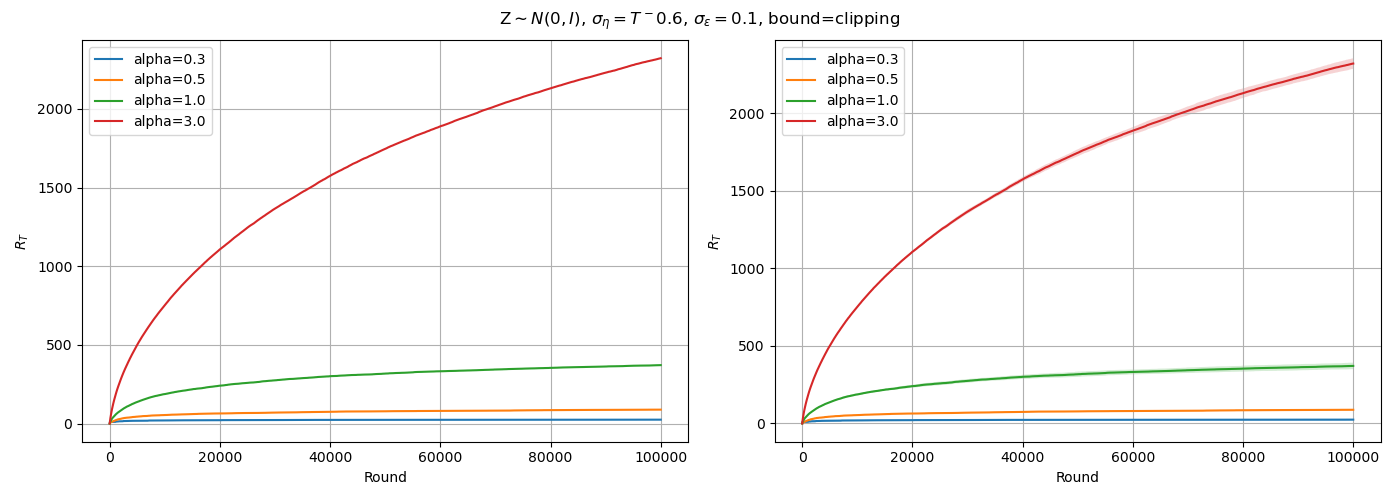 Z ∼ N(0, I), σ_η = T^−0.6, σ_ε = 0.1, bound=clipping
alpha=0.3
alpha=0.5
alpha=1.0
alpha=3.0
R_T
2000
1500
1000
500
0
0 20000 40000 60000 80000 100000
Round
alpha=0.3
alpha=0.5
alpha=1.0
alpha=3.0
R_T
2000
1500
1000
500
0
0 20000 40000 60000 80000 100000
Round